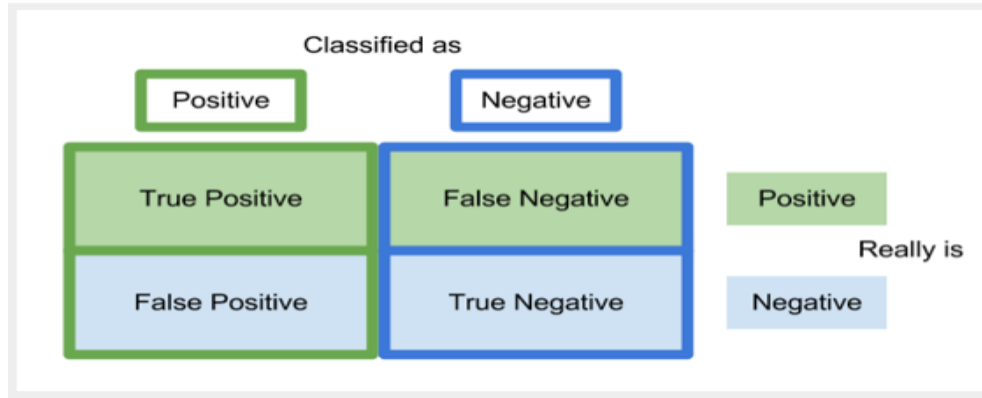 Classified as
Positive Negative
True Positive False Negative Positive
Really is
False Positive True Negative Negative